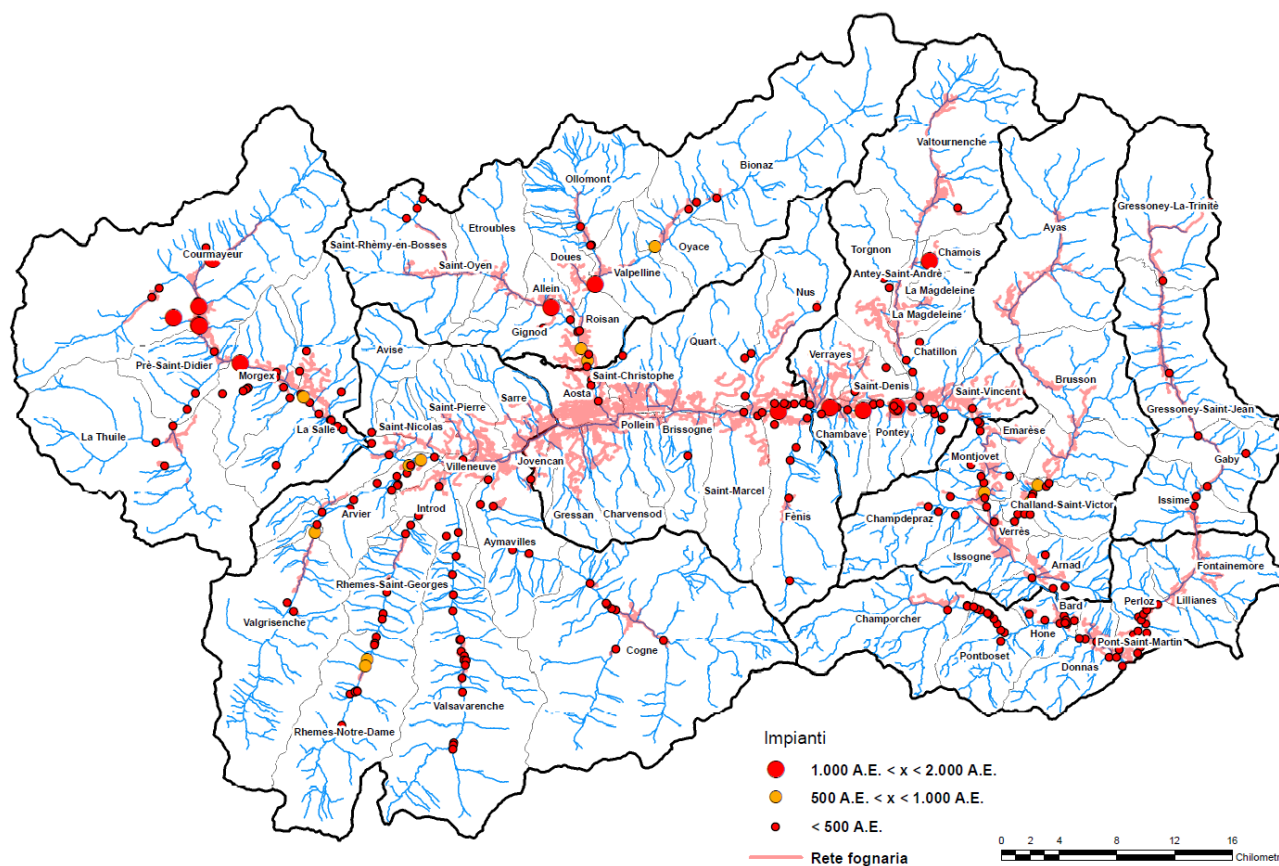 Valtournenche
Bionaz
Ollomont
Gressoney-La-Trinité
Ayas
Etroubles
Saint-Rhèmy-en-Bosses
Oyace
Courmayeur
Torgnon
Chamois
Doues
Saint-Oyen
Valpelline
Antey-Saint-Andrè
Allein
Nus
La Magdeleine
La Magdeleine
Roisan
Gignod
Quart
Avise
Verrayes
Chatillon
Prè-Saint-Didier
Morgex
Saint-Christophe
Saint-Denis
Brusson
Aosta
Saint-Vincent
Sarre
Saint-Pierre
Gressoney-Saint-Jean
La Salle
Saint-Nicolas
Pollein
Brissogne
Chambave
Pontey
Emarèse
La Thuile
Villeneuve
Jovencan
Montjovet
Gaby
Saint-Marcel
Introd
Arvier
Gressan
Charvensod
Fènis
Champdepraz
Challand-Saint-Victor
Issime
Verrès
Aymavilles
Issogne
Arnad
Fontainemore
Rhemes-Saint-Georges
Valgrisenche
Champorcher
Bard
Perloz
Lillianes
Hone
Cogne
Pontboset
Donnas
Pont-Saint-Martin
Valsavarenche
Rhemes-Notre-Dame
Impianti
1.000 A.E. < x < 2.000 A.E.
500 A.E. < x < 1.000 A.E.
< 500 A.E.
Rete fognaria
0 2 4 8 12 16
Chilometri